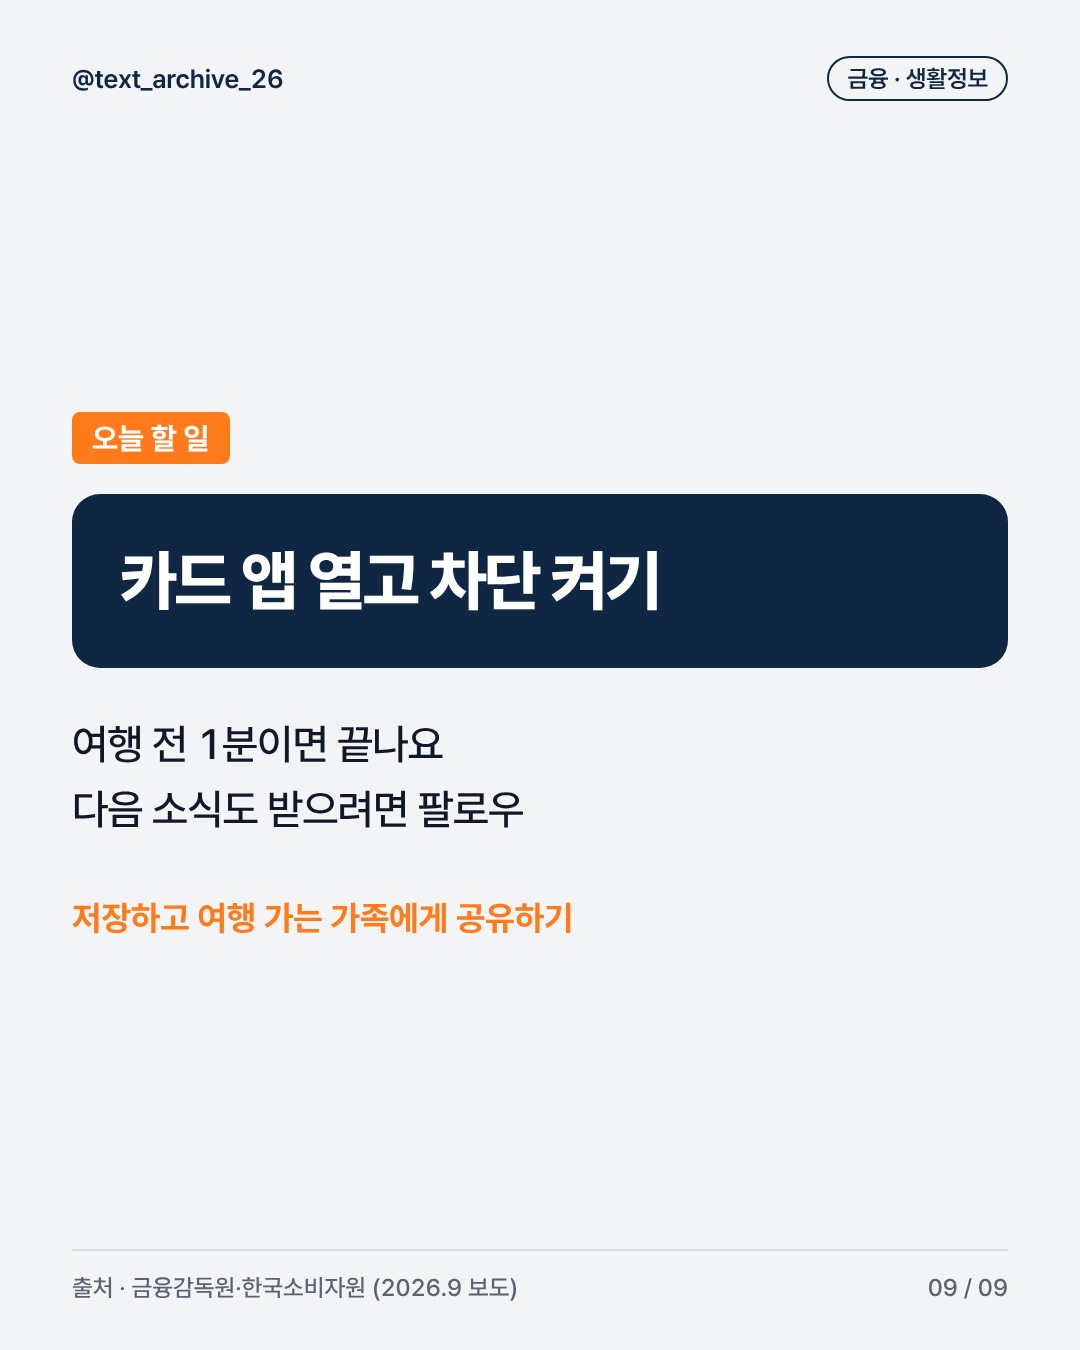 @text_archive_26
금융 · 생활정보
오늘 할 일
카드 앱 열고 차단 켜기
여행 전 1분이면 끝나요
다음 소식도 받으려면 팔로우
저장하고 여행 가는 가족에게 공유하기
출처 · 금융감독원·한국소비자원 (2026.9 보도)
09 / 09